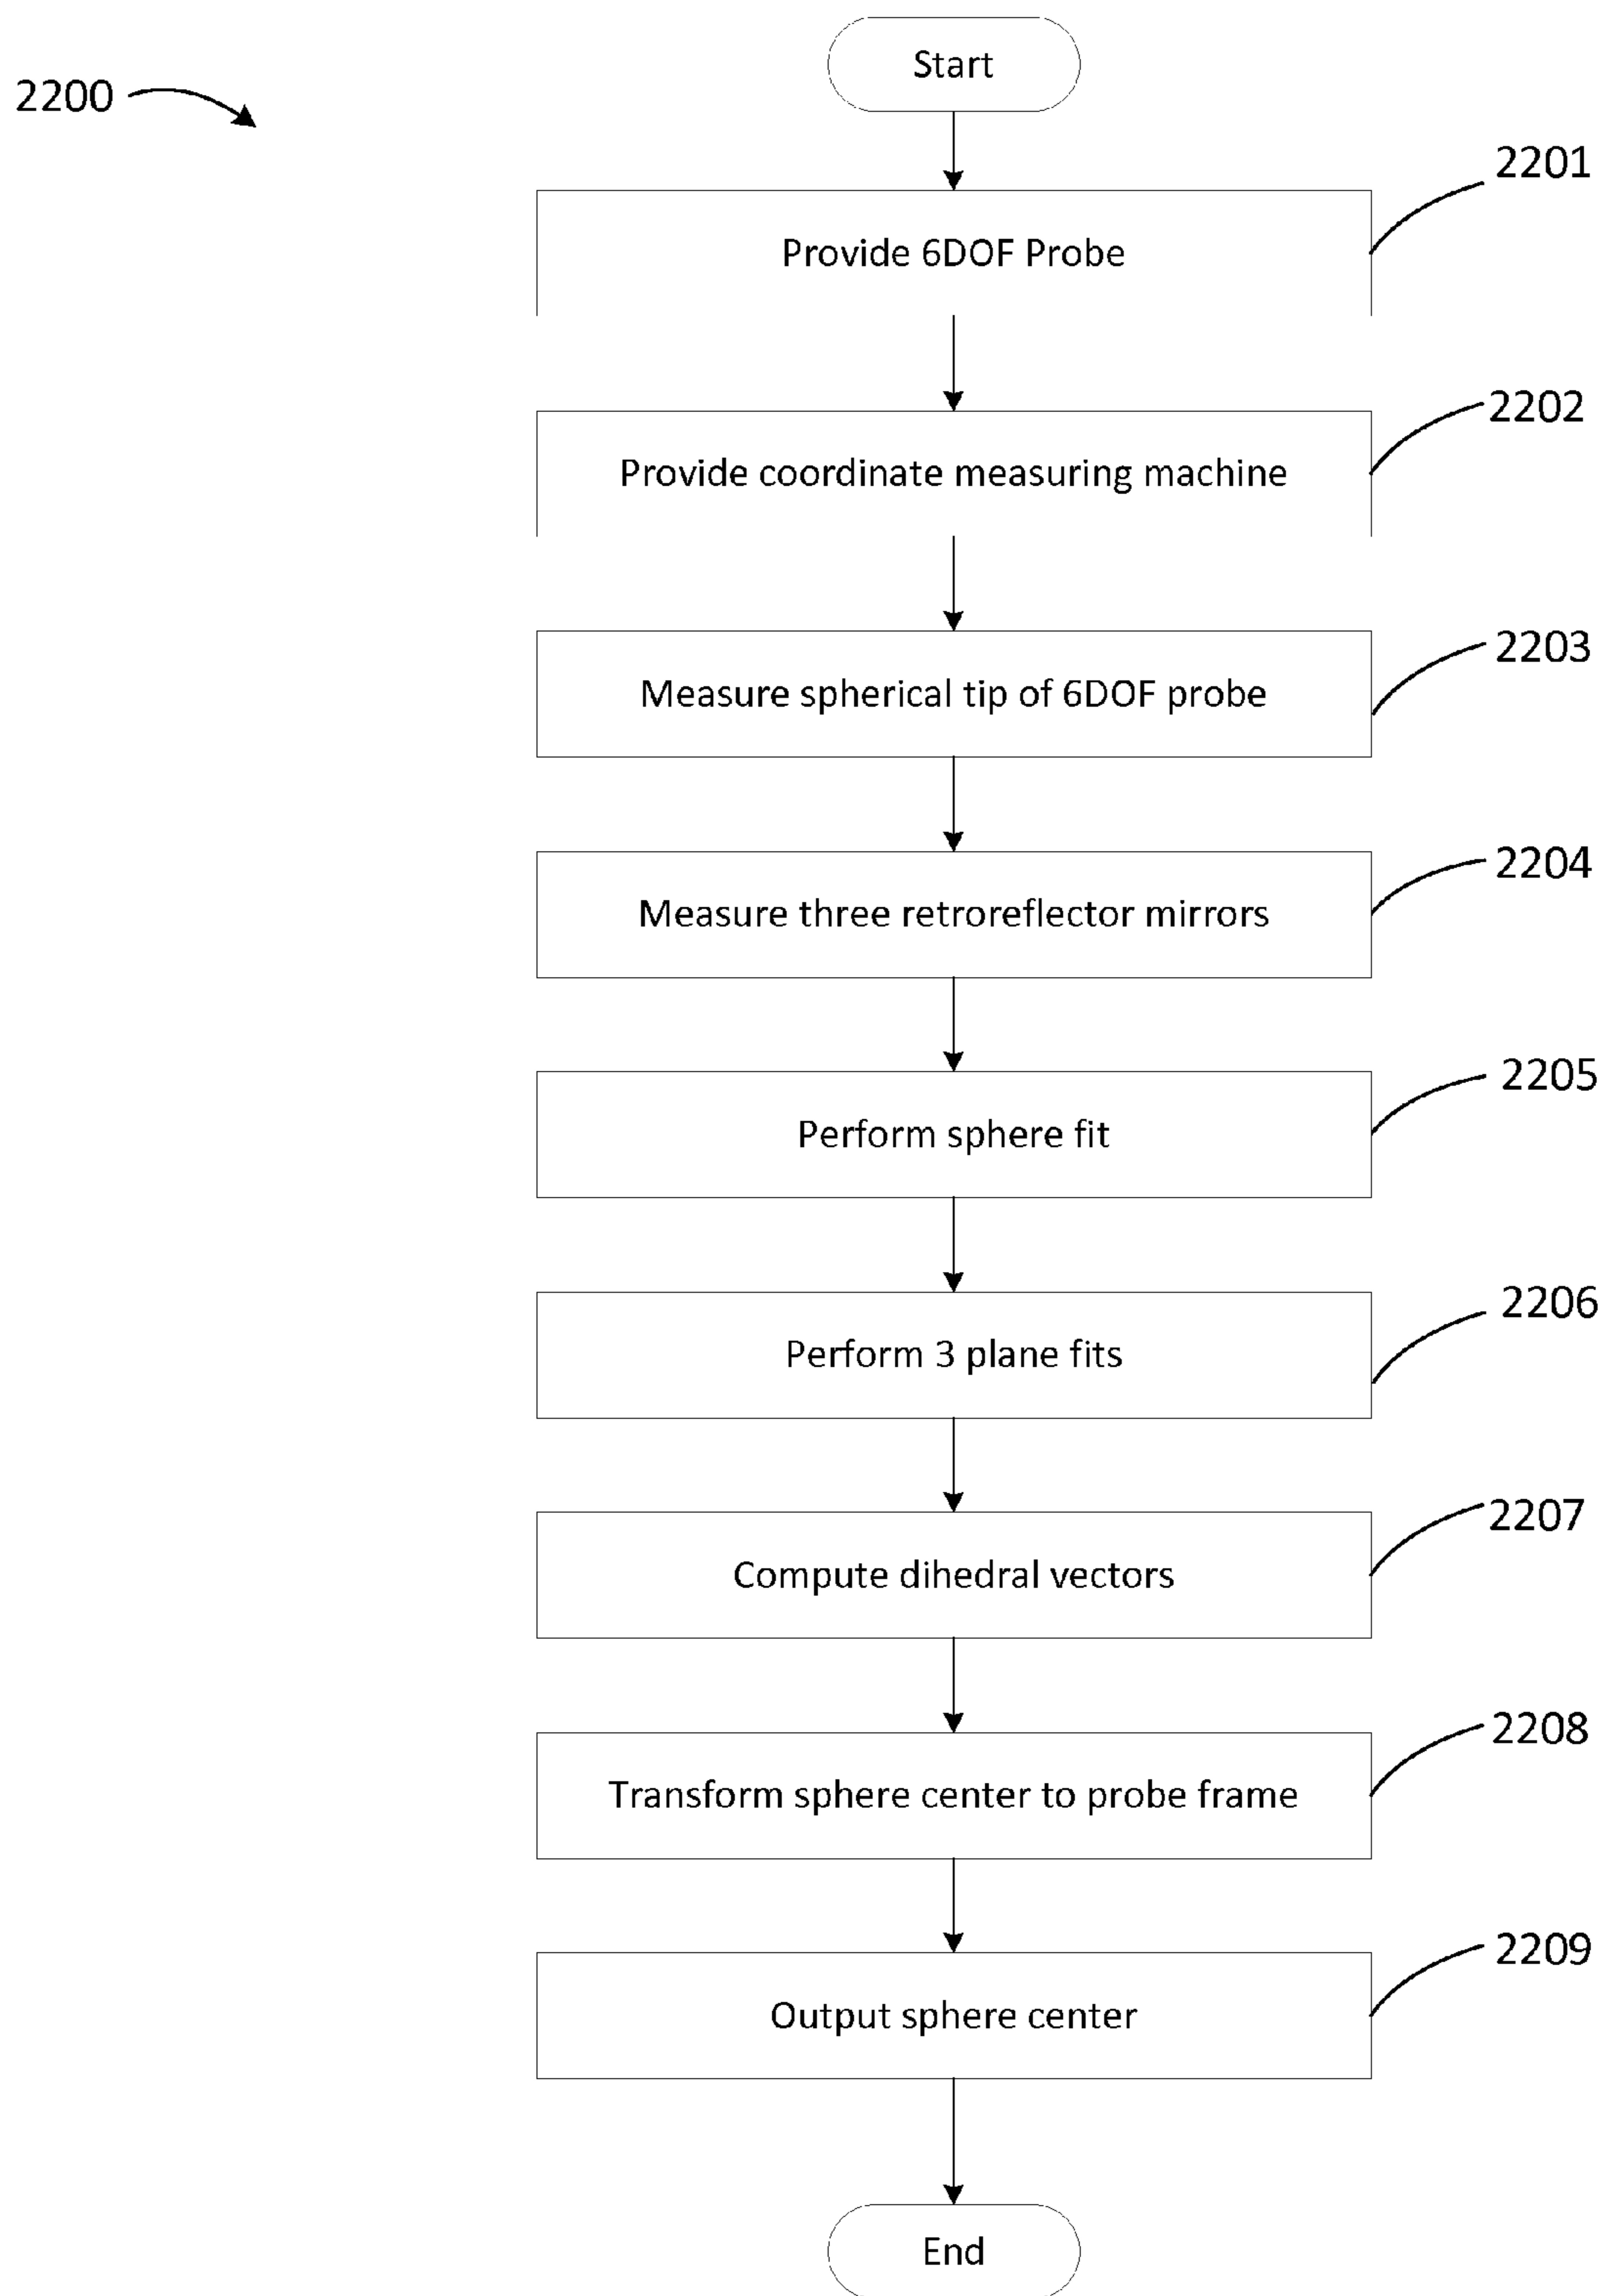 Start
2200
2201
Provide 6DOF Probe
2202
Provide coordinate measuring machine
2203
Measure spherical tip of 6DOF probe
2204
Measure three retroreflector mirrors
2205
Perform sphere fit
2206
Perform 3 plane fits
2207
Compute dihedral vectors
2208
Transform sphere center to probe frame
2209
Output sphere center
End